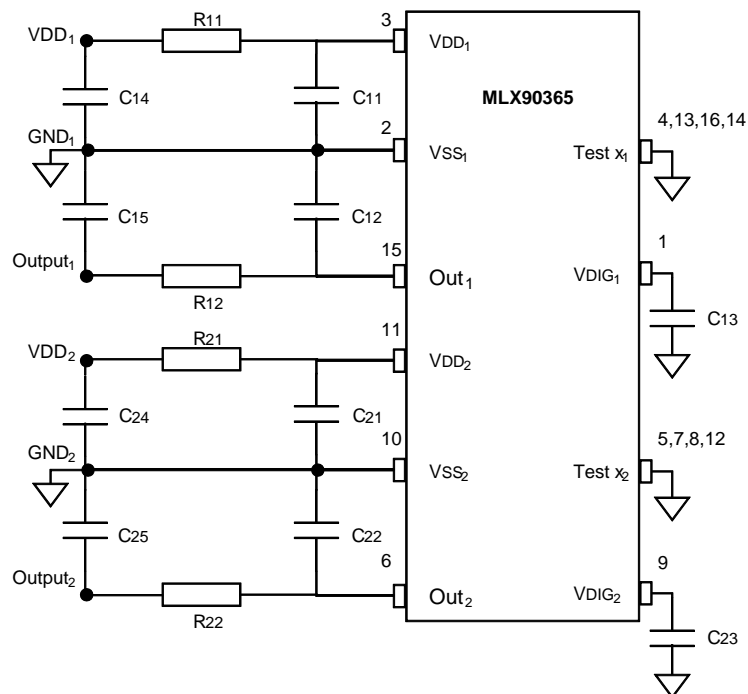 VDD1
R11
3
VDD1
C14
C11
MLX90365
GND1
2
VSS1
4,13,16,14
Test x1
C15
C12
Output1
R12
15
Out1
1
VDIG1
C13
VDD2
R21
11
VDD2
C24
C21
GND2
10
VSS2
5,7,8,12
Test x2
C25
C22
Output2
R22
6
Out2
9
VDIG2
C23